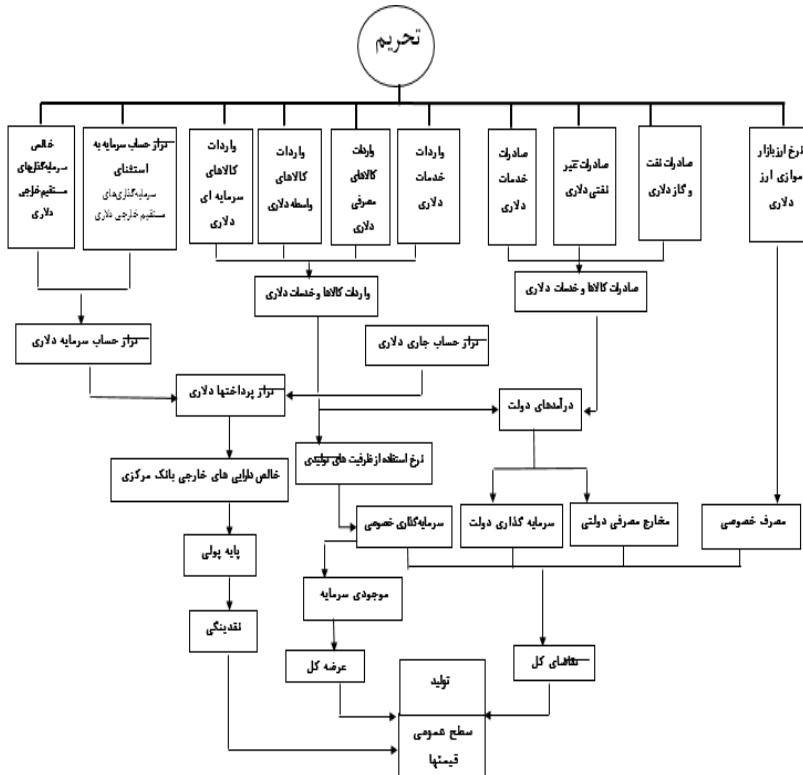 تحریم
نرخ ارز بازار
موازی ارز
دلاری
صادرات نفت
و گاز دلاری
صادرات غیر
نفتی دلاری
صادرات
خدمات
دلاری
واردات
خدمات
دلاری
واردات
کالاهای
مصرفی
دلاری
واردات
کالاهای
واسطه دلاری
واردات
کالاهای
سرمایه ای
دلاری
تراز حساب سرمایه به
استثنای
سرمایه‌گذاری‌های
مستقیم خارجی دلاری
خالص
سرمایه‌گذاری‌های
مستقیم خارجی
دلاری
صادرات کالاها و خدمات دلاری
واردات کالاها و خدمات دلاری
تراز حساب جاری دلاری
تراز حساب سرمایه دلاری
درآمدهای دولت
تراز پرداختها دلاری
نرخ استفاده از ظرفیت های تولیدی
خالص دارایی های خارجی بانک مرکزی
مصرف خصوصی
مخارج مصرفی دولتی
سرمایه گذاری دولت
سرمایه‌گذاری خصوصی
پایه پولی
موجودی سرمایه
نقدینگی
تقاضای کل
عرضه کل
تولید
سطح عمومی
قیمتها